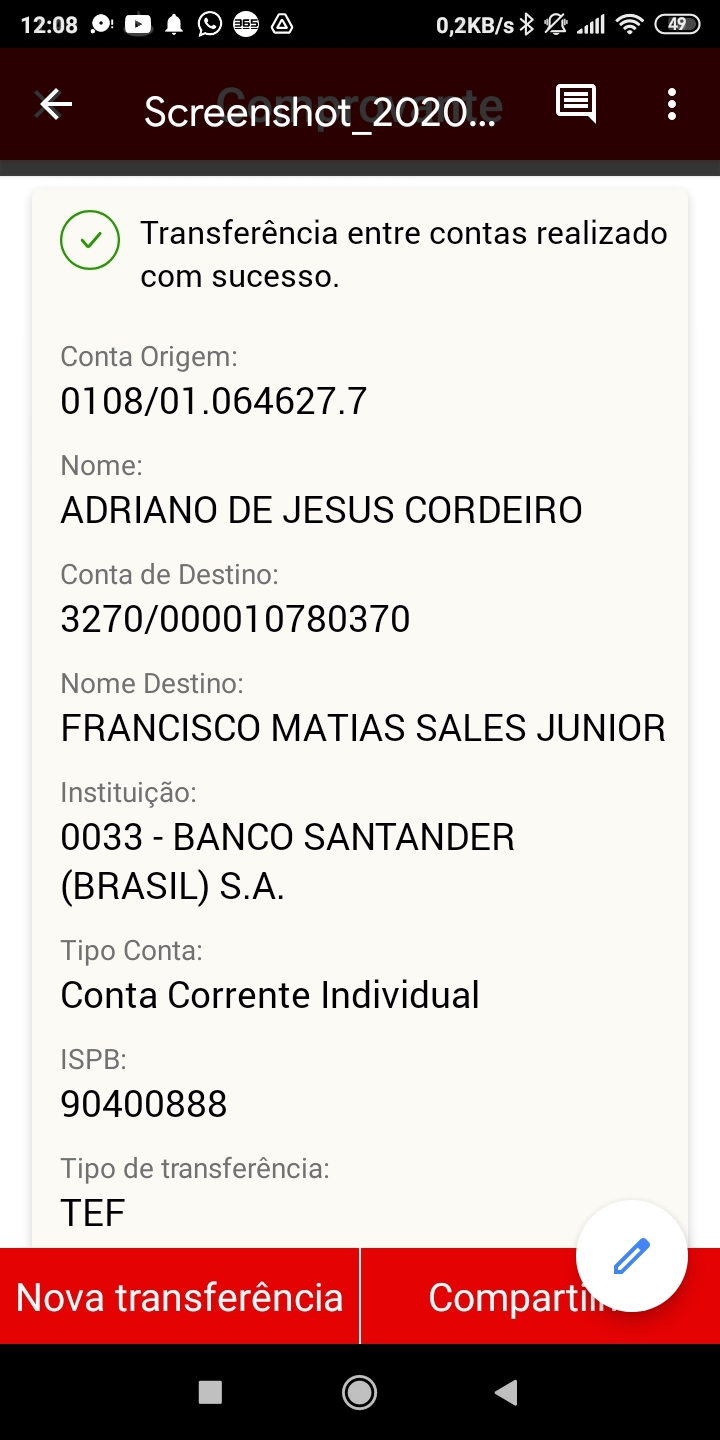 12:08
365
0,2KB/s
49
Comprovante
Screenshot_2020...
Transferência entre contas realizado
com sucesso.
Conta Origem:
0108/01.064627.7
Nome:
ADRIANO DE JESUS CORDEIRO
Conta de Destino:
3270/000010780370
Nome Destino:
FRANCISCO MATIAS SALES JUNIOR
Instituição:
0033 - BANCO SANTANDER
(BRASIL) S.A.
Tipo Conta:
Conta Corrente Individual
ISPB:
90400888
Tipo de transferência:
TEF
Nova transferência